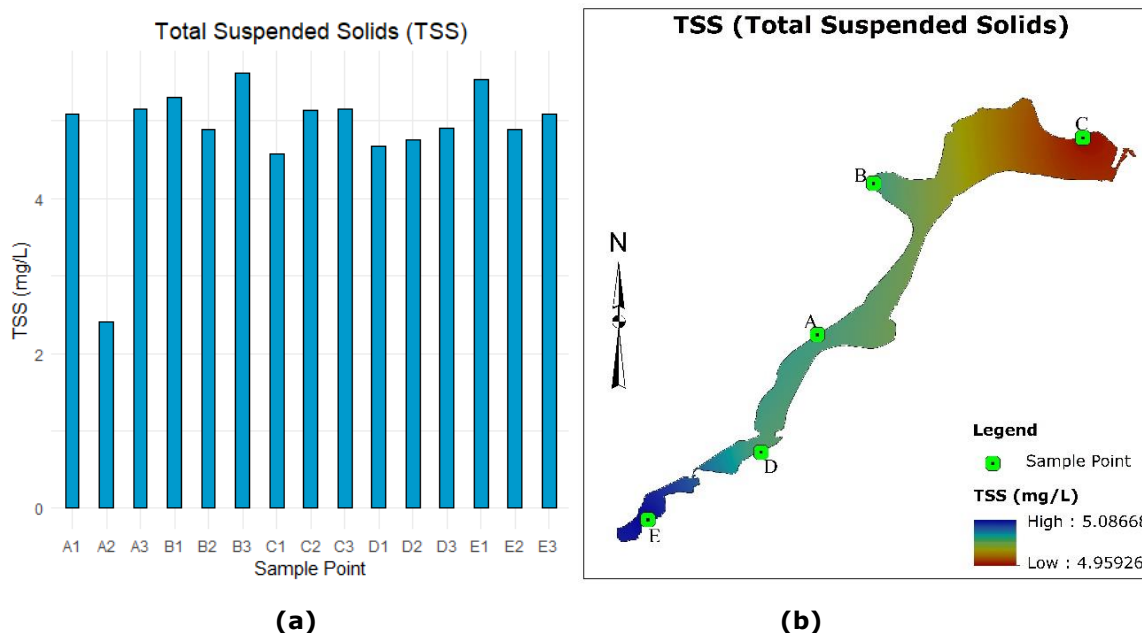 Total Suspended Solids (TSS)
TSS (mg/L)
4
2
0
A1 A2 A3 B1 B2 B3 C1 C2 C3 D1 D2 D3 E1 E2 E3
Sample Point
(a)
TSS (Total Suspended Solids)
C
B
N
A
D
E
Legend
Sample Point
TSS (mg/L)
High : 5.08668
Low : 4.95926
(b)